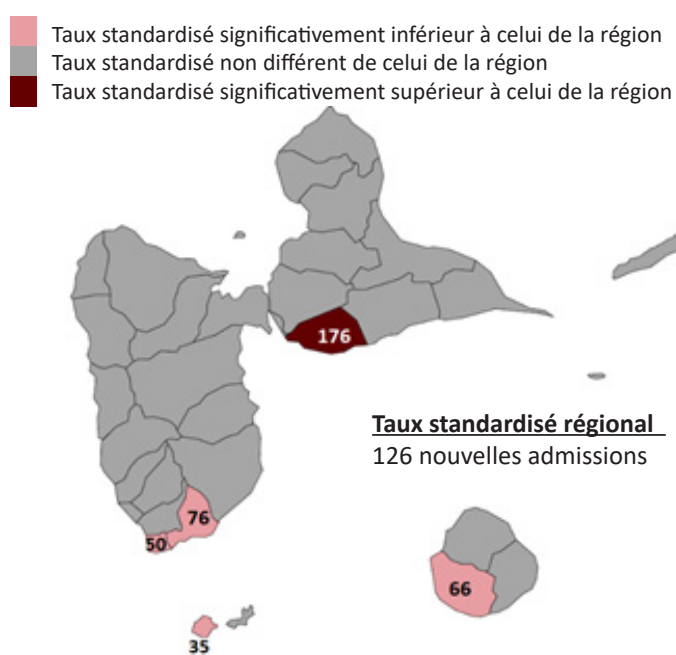 Taux standardisé significativement inférieur à celui de la région
Taux standardisé non différent de celui de la région
Taux standardisé significativement supérieur à celui de la région
176
Taux standardisé régional
126 nouvelles admissions
76
50
66
35